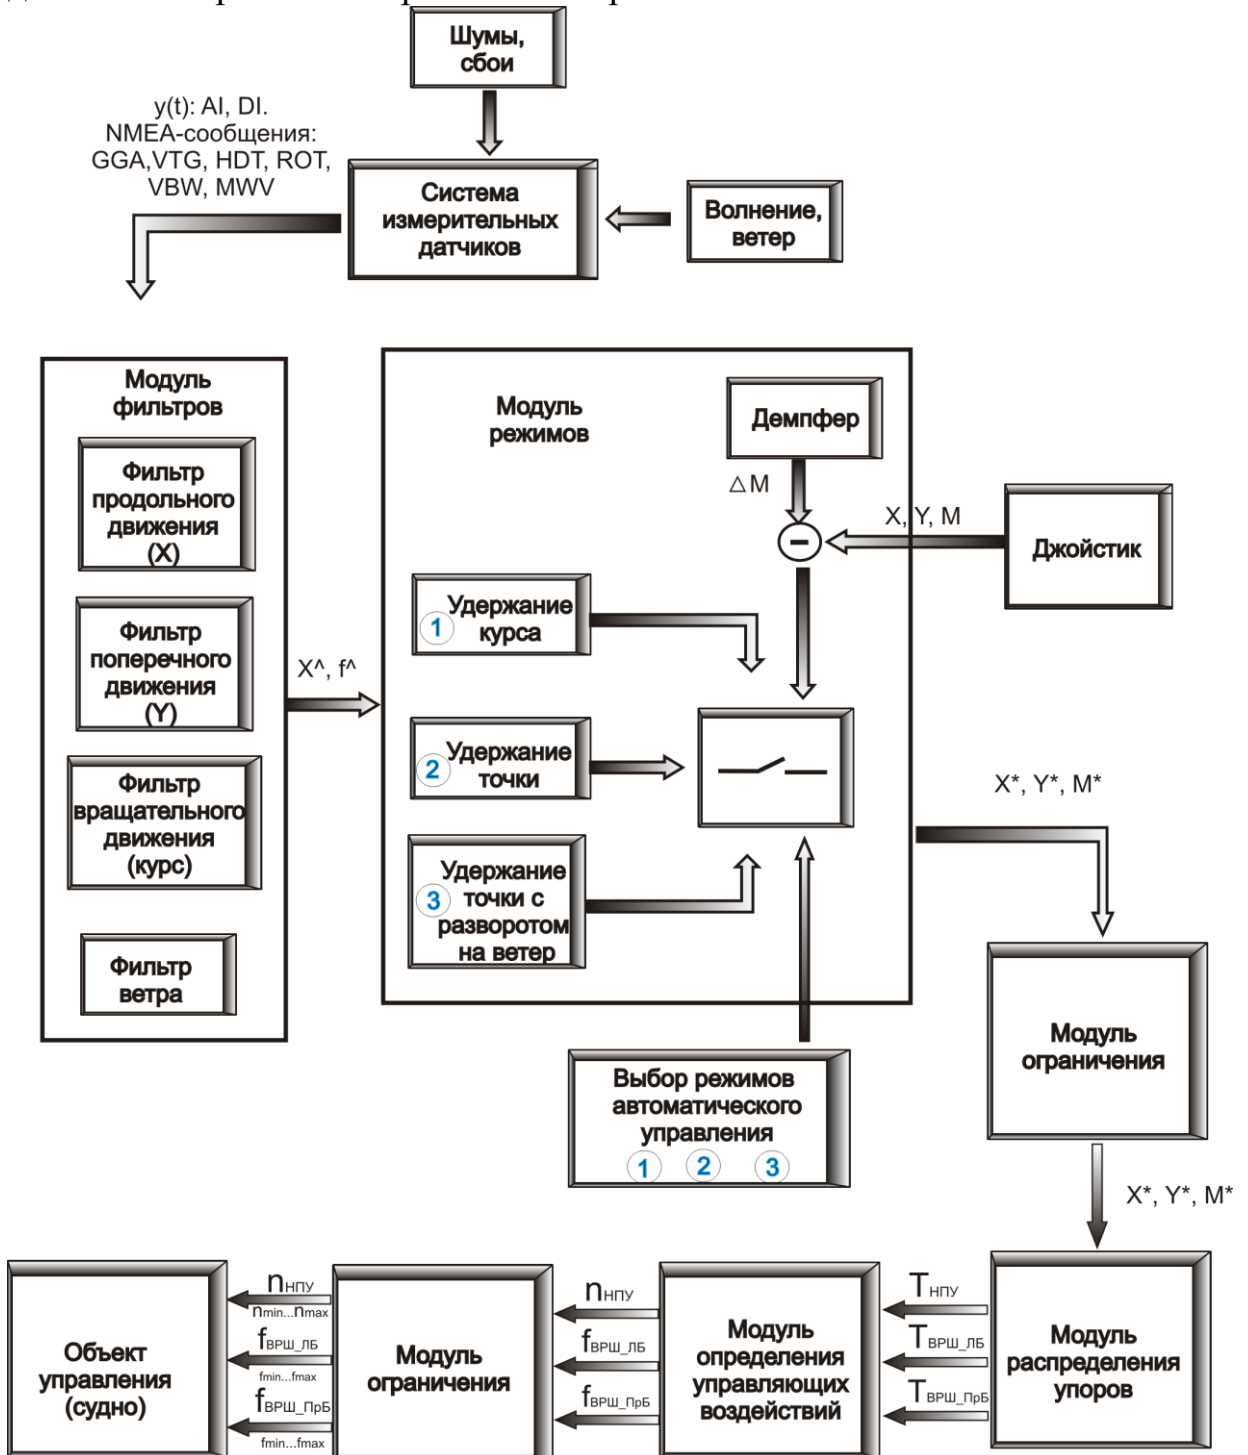 Шумы,
сбои
y(t): AI, DI.
NMEA-сообщения:
GGA,VTG, HDT, ROT,
VBW, MWV
Система
измерительных
датчиков
Волнение,
ветер
Модуль
фильтров
Фильтр
продольного
движения
(X)
Фильтр
поперечного
движения
(Y)
Фильтр
вращательного
движения
(курс)
Фильтр
ветра
X^, f^
Модуль
режимов
Демпфер
△M
−
X, Y, M
Джойстик
1 Удержание
курса
2 Удержание
точки
3 Удержание
точки с
разворотом
на ветер
X*, Y*, M*
Модуль
ограничения
Выбор режимов
автоматического
управления
1 2 3
X*, Y*, M*
Объект
управления
(судно)
nНПУ
nmin...nmax
fВРШ_ЛБ
fmin...fmax
fВРШ_ПрБ
fmin...fmax
Модуль
ограничения
nНПУ
fВРШ_ЛБ
fВРШ_ПрБ
Модуль
определения
управляющих
воздействий
TНПУ
TВРШ_ЛБ
TВРШ_ПрБ
Модуль
распределения
упоров